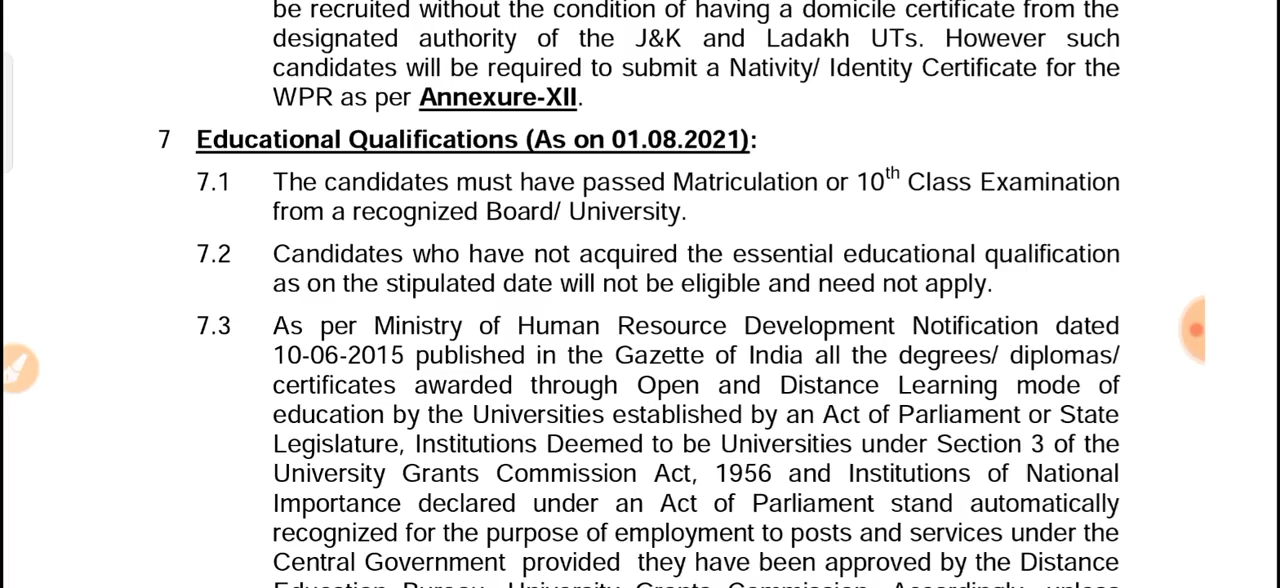 be recruited without the condition of having a domicile certificate from the
designated authority of the J&K and Ladakh UTs. However such
candidates will be required to submit a Nativity/ Identity Certificate for the
WPR as per Annexure-XII.
7 Educational Qualifications (As on 01.08.2021):
7.1 The candidates must have passed Matriculation or 10th Class Examination
from a recognized Board/ University.
7.2 Candidates who have not acquired the essential educational qualification
as on the stipulated date will not be eligible and need not apply.
7.3 As per Ministry of Human Resource Development Notification dated
10-06-2015 published in the Gazette of India all the degrees/ diplomas/
certificates awarded through Open and Distance Learning mode of
education by the Universities established by an Act of Parliament or State
Legislature, Institutions Deemed to be Universities under Section 3 of the
University Grants Commission Act, 1956 and Institutions of National
Importance declared under an Act of Parliament stand automatically
recognized for the purpose of employment to posts and services under the
Central Government provided they have been approved by the Distance
Education Bureau, University Grants Commission. Accordingly, unless